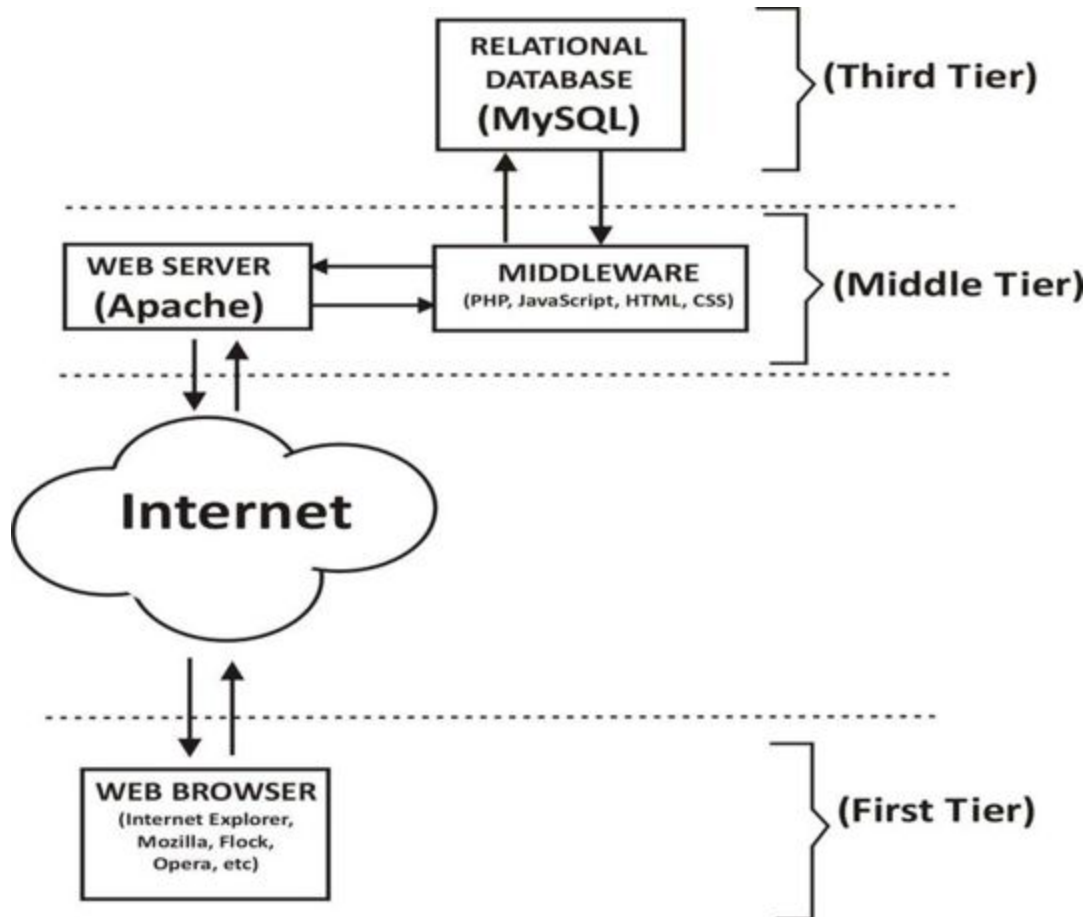 RELATIONAL
DATABASE
(MySQL)
(Third Tier)
WEB SERVER
(Apache)
MIDDLEWARE
(PHP, JavaScript, HTML, CSS)
(Middle Tier)
Internet
WEB BROWSER
(Internet Explorer,
Mozilla, Flock,
Opera, etc)
(First Tier)